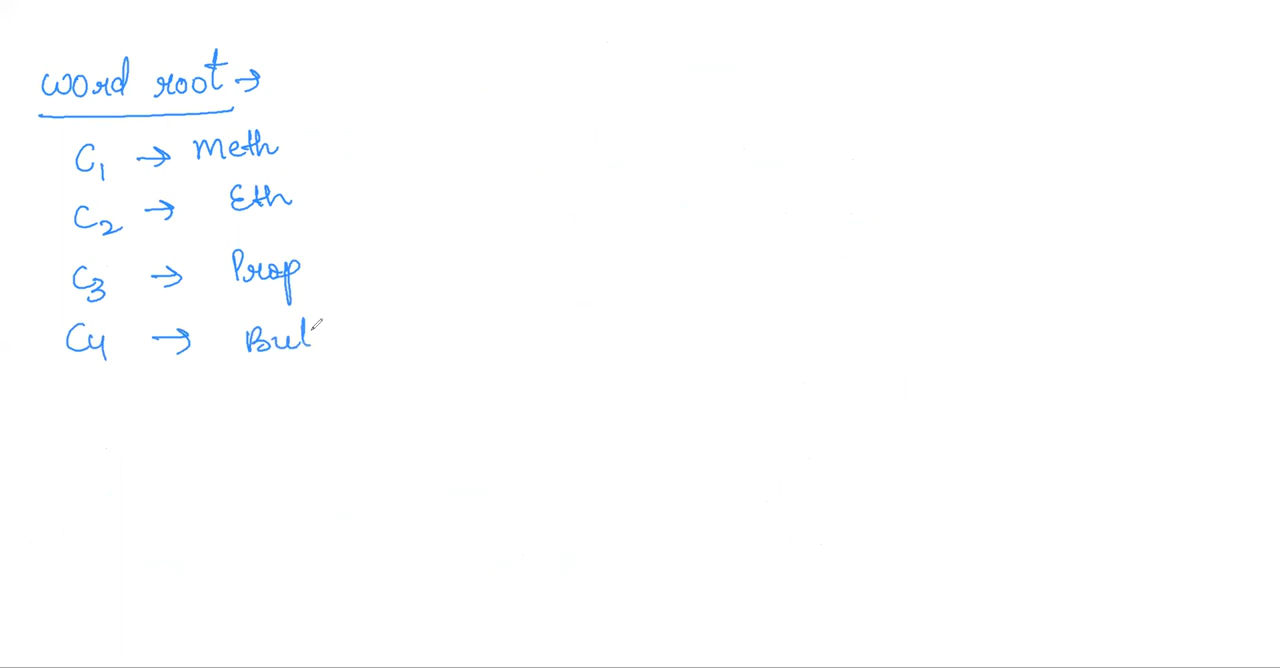 word root →
C1 → Meth
C2 → Eth
C3 → Prop
C4 → But